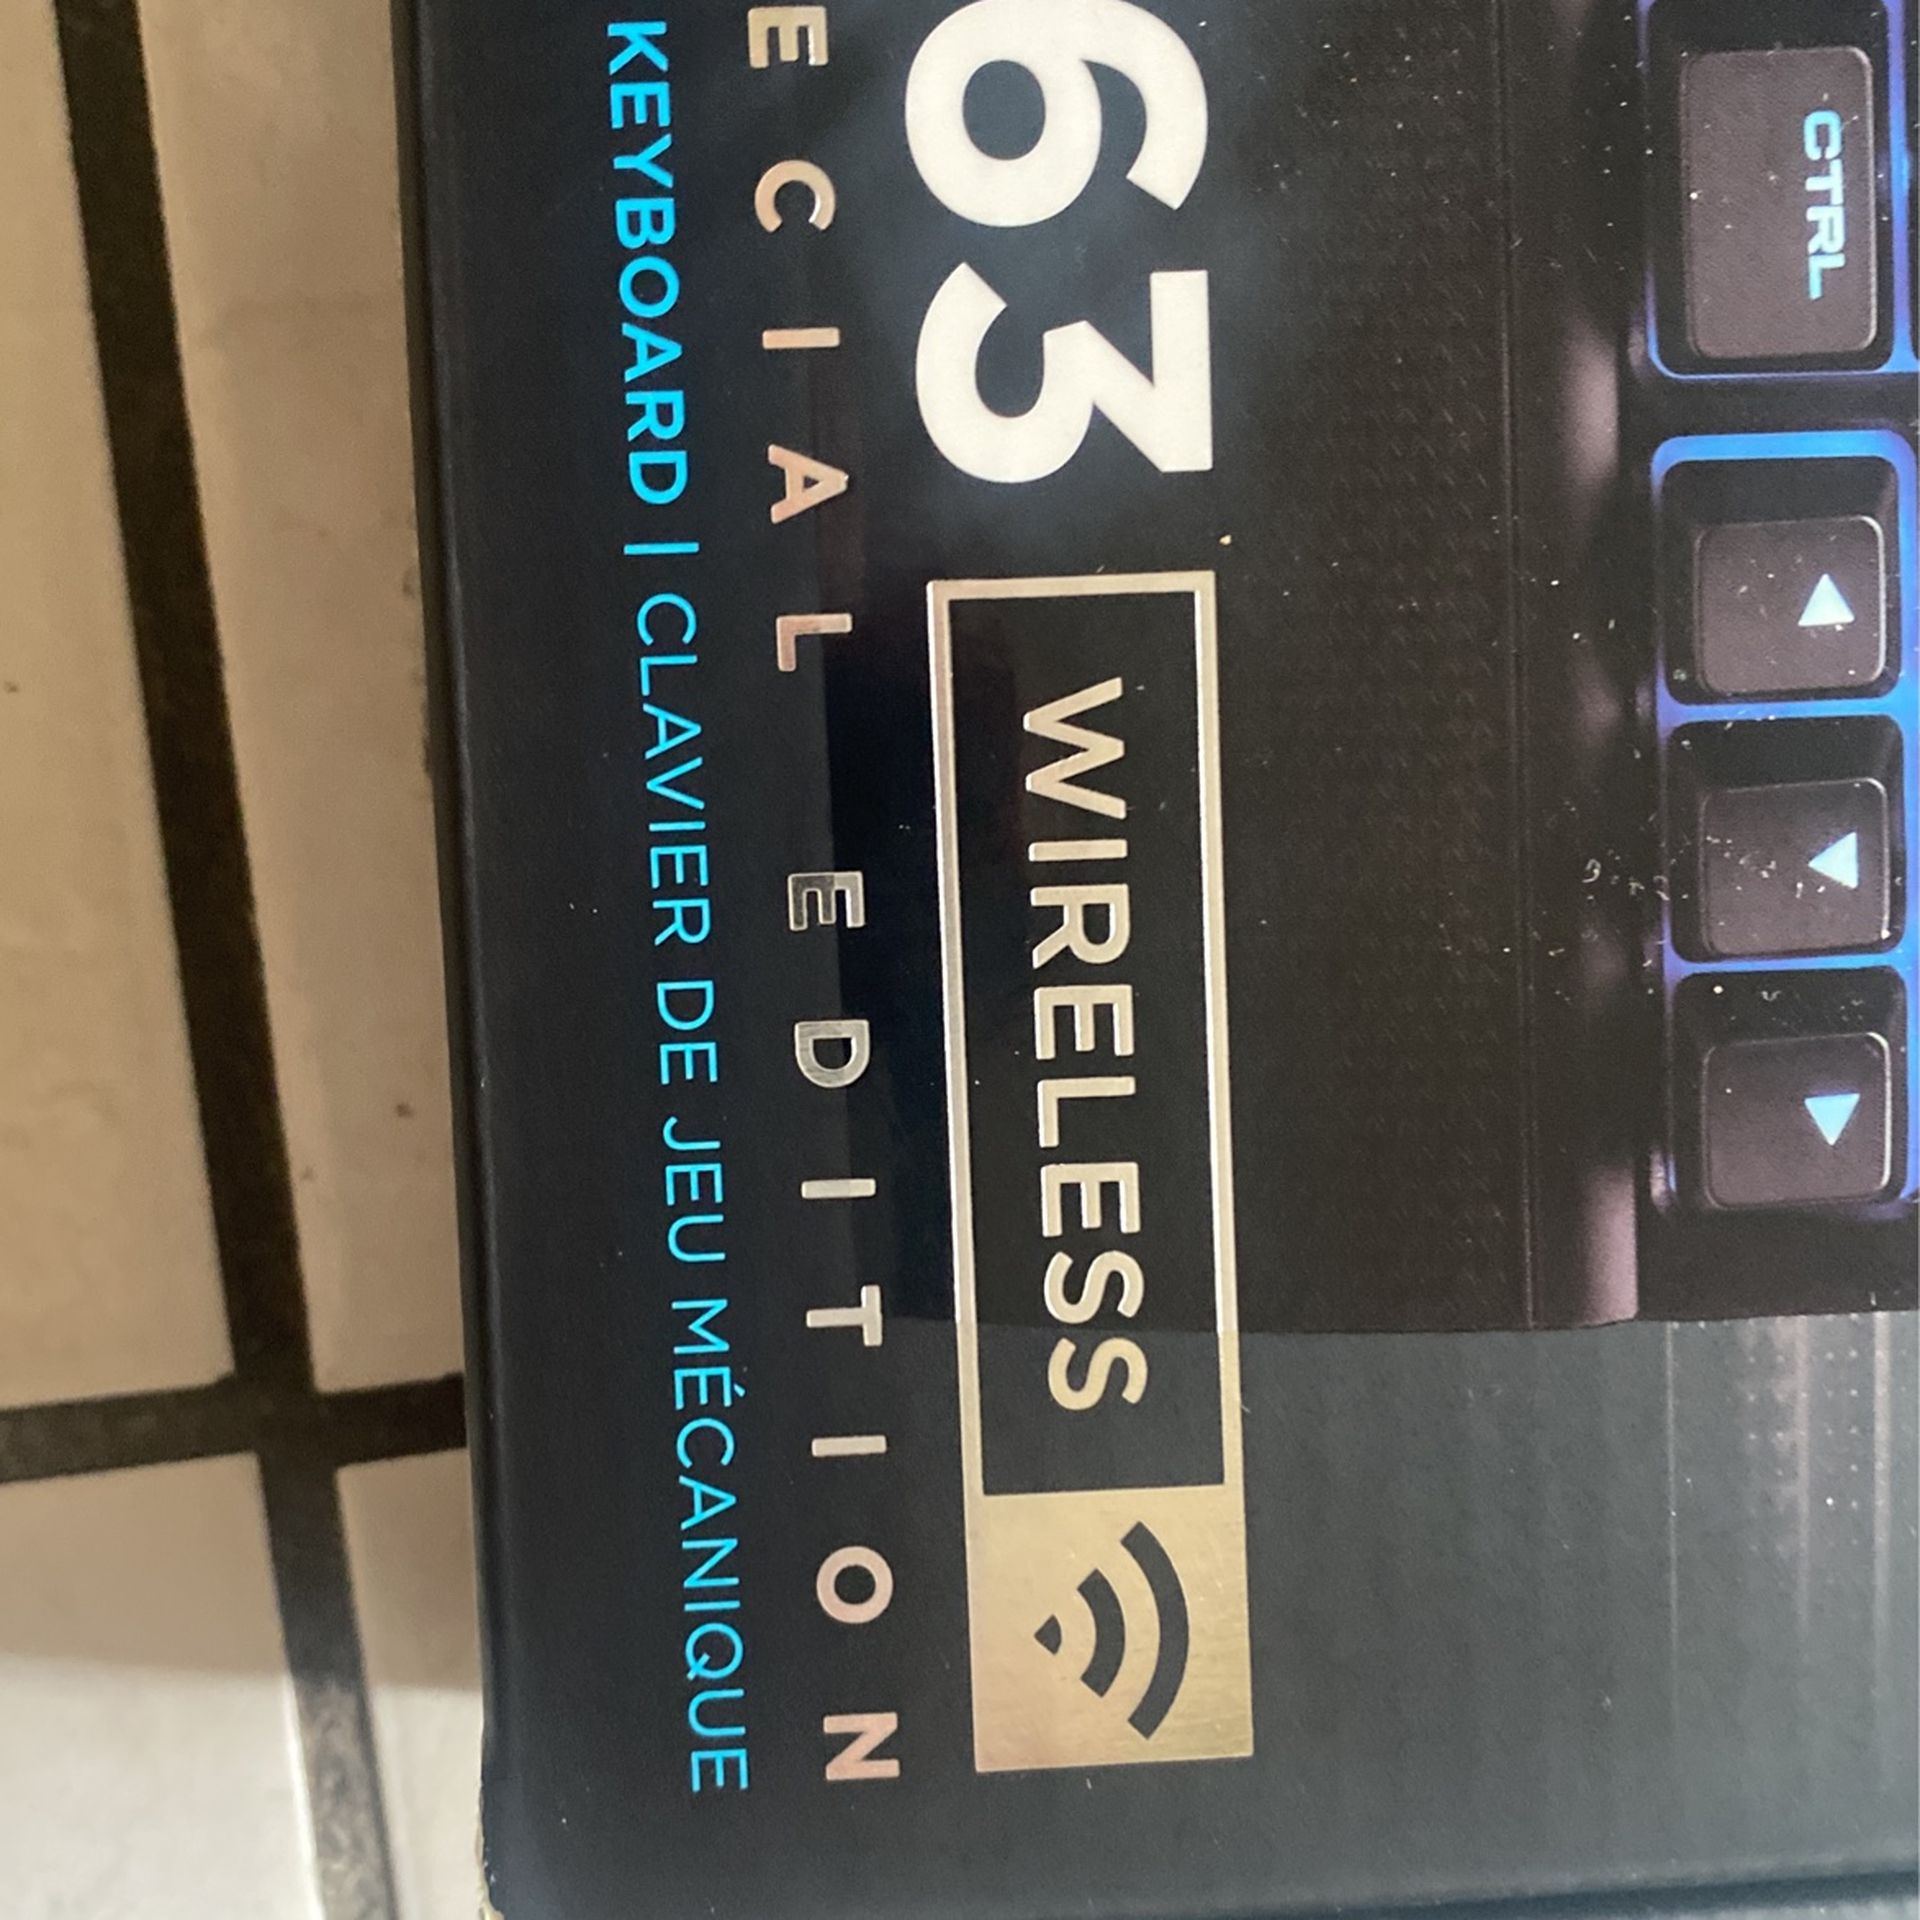 CTRL
63 WIRELESS
ECIAL EDITION
KEYBOARD | CLAVIER DE JEU MÉCANIQUE